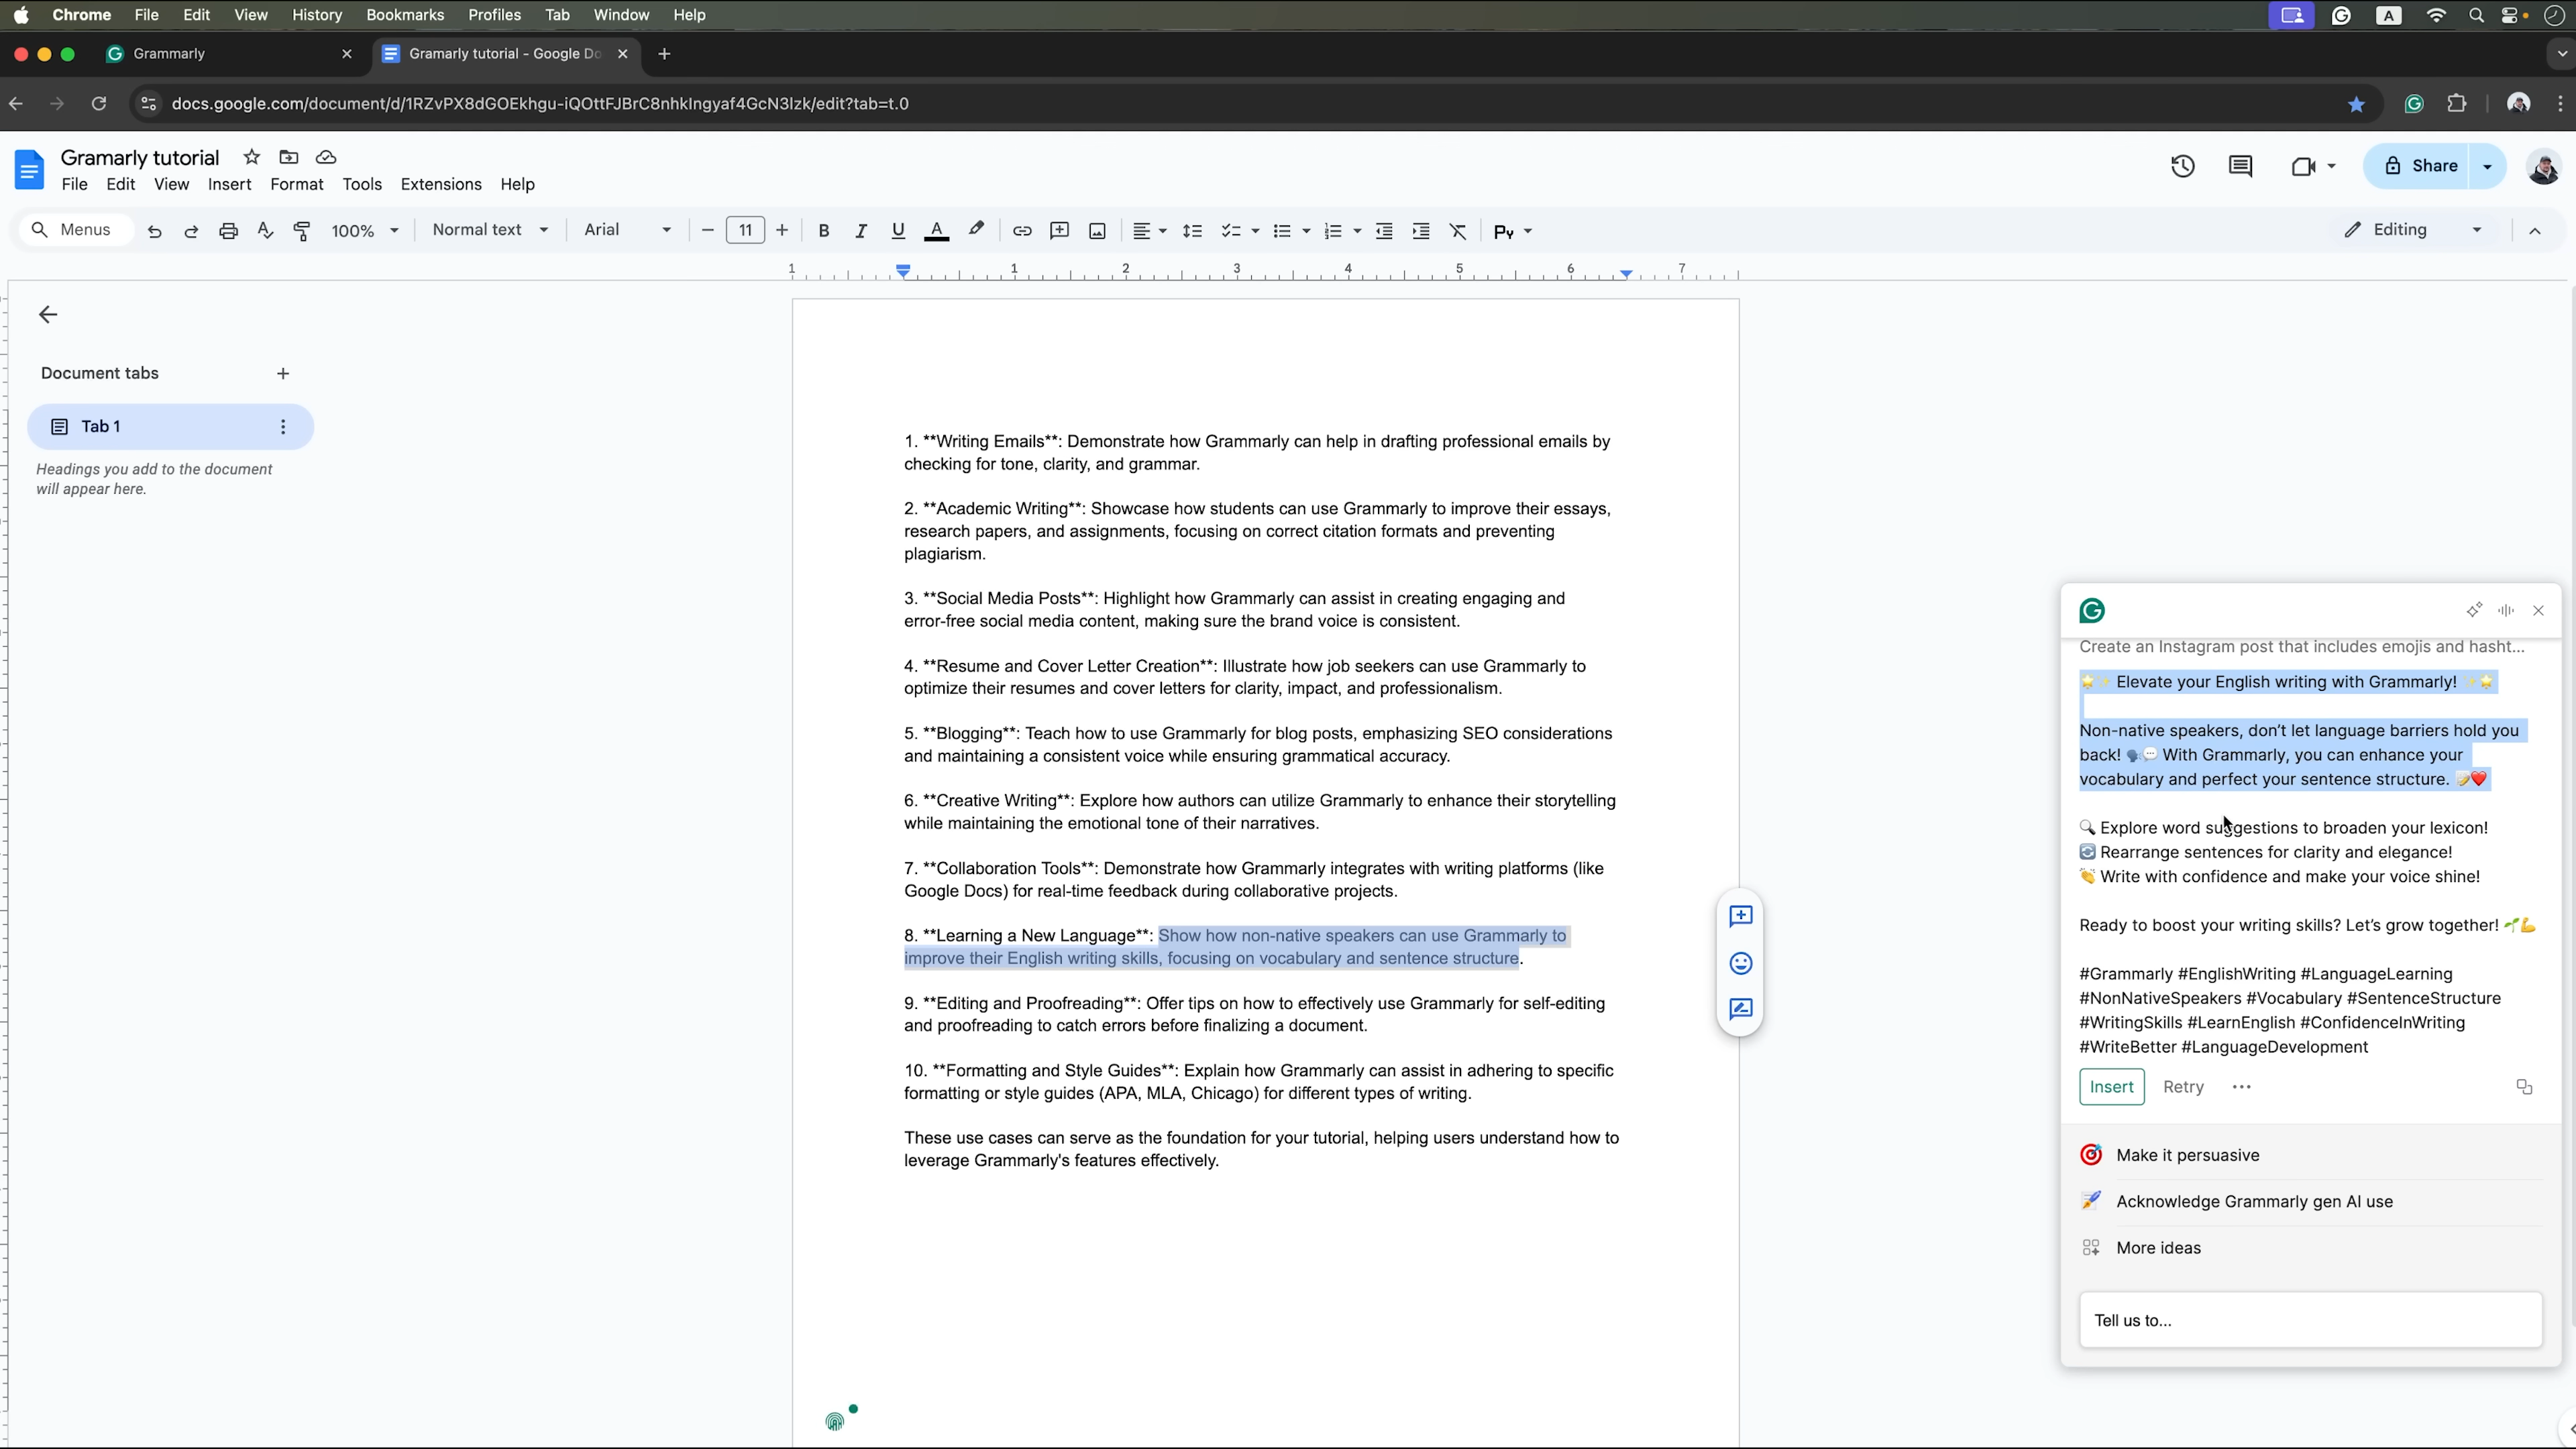 Chrome File Edit View History Bookmarks Profiles Tab Window Help
Grammarly
Gramarly tutorial - Google Do
docs.google.com/document/d/1RZvPX8dGOEkhgu-iQOttFJBrC8nhkIngyaf4GcN3lzk/edit?tab=t.0
Gramarly tutorial
File Edit View Insert Format Tools Extensions Help
Share
Menus 100% Normal text Arial 11 Editing
1 1 2 3 4 5 6 7
Document tabs
Tab 1
Headings you add to the document
will appear here.
1. **Writing Emails**: Demonstrate how Grammarly can help in drafting professional emails by
checking for tone, clarity, and grammar.
2. **Academic Writing**: Showcase how students can use Grammarly to improve their essays,
research papers, and assignments, focusing on correct citation formats and preventing
plagiarism.
3. **Social Media Posts**: Highlight how Grammarly can assist in creating engaging and
error-free social media content, making sure the brand voice is consistent.
4. **Resume and Cover Letter Creation**: Illustrate how job seekers can use Grammarly to
optimize their resumes and cover letters for clarity, impact, and professionalism.
5. **Blogging**: Teach how to use Grammarly for blog posts, emphasizing SEO considerations
and maintaining a consistent voice while ensuring grammatical accuracy.
6. **Creative Writing**: Explore how authors can utilize Grammarly to enhance their storytelling
while maintaining the emotional tone of their narratives.
7. **Collaboration Tools**: Demonstrate how Grammarly integrates with writing platforms (like
Google Docs) for real-time feedback during collaborative projects.
8. **Learning a New Language**: Show how non-native speakers can use Grammarly to
improve their English writing skills, focusing on vocabulary and sentence structure.
9. **Editing and Proofreading**: Offer tips on how to effectively use Grammarly for self-editing
and proofreading to catch errors before finalizing a document.
10. **Formatting and Style Guides**: Explain how Grammarly can assist in adhering to specific
formatting or style guides (APA, MLA, Chicago) for different types of writing.
These use cases can serve as the foundation for your tutorial, helping users understand how to
leverage Grammarly's features effectively.
Create an Instagram post that includes emojis and hasht...
🌟✨ Elevate your English writing with Grammarly! ✨🌟
Non-native speakers, don’t let language barriers hold you
back! 🗣️💬 With Grammarly, you can enhance your
vocabulary and perfect your sentence structure. 📝❤️
🔍 Explore word suggestions to broaden your lexicon!
🔄 Rearrange sentences for clarity and elegance!
👏 Write with confidence and make your voice shine!
Ready to boost your writing skills? Let’s grow together! 🌱💪
#Grammarly #EnglishWriting #LanguageLearning
#NonNativeSpeakers #Vocabulary #SentenceStructure
#WritingSkills #LearnEnglish #ConfidenceInWriting
#WriteBetter #LanguageDevelopment
Insert Retry
Make it persuasive
Acknowledge Grammarly gen AI use
More ideas
Tell us to...